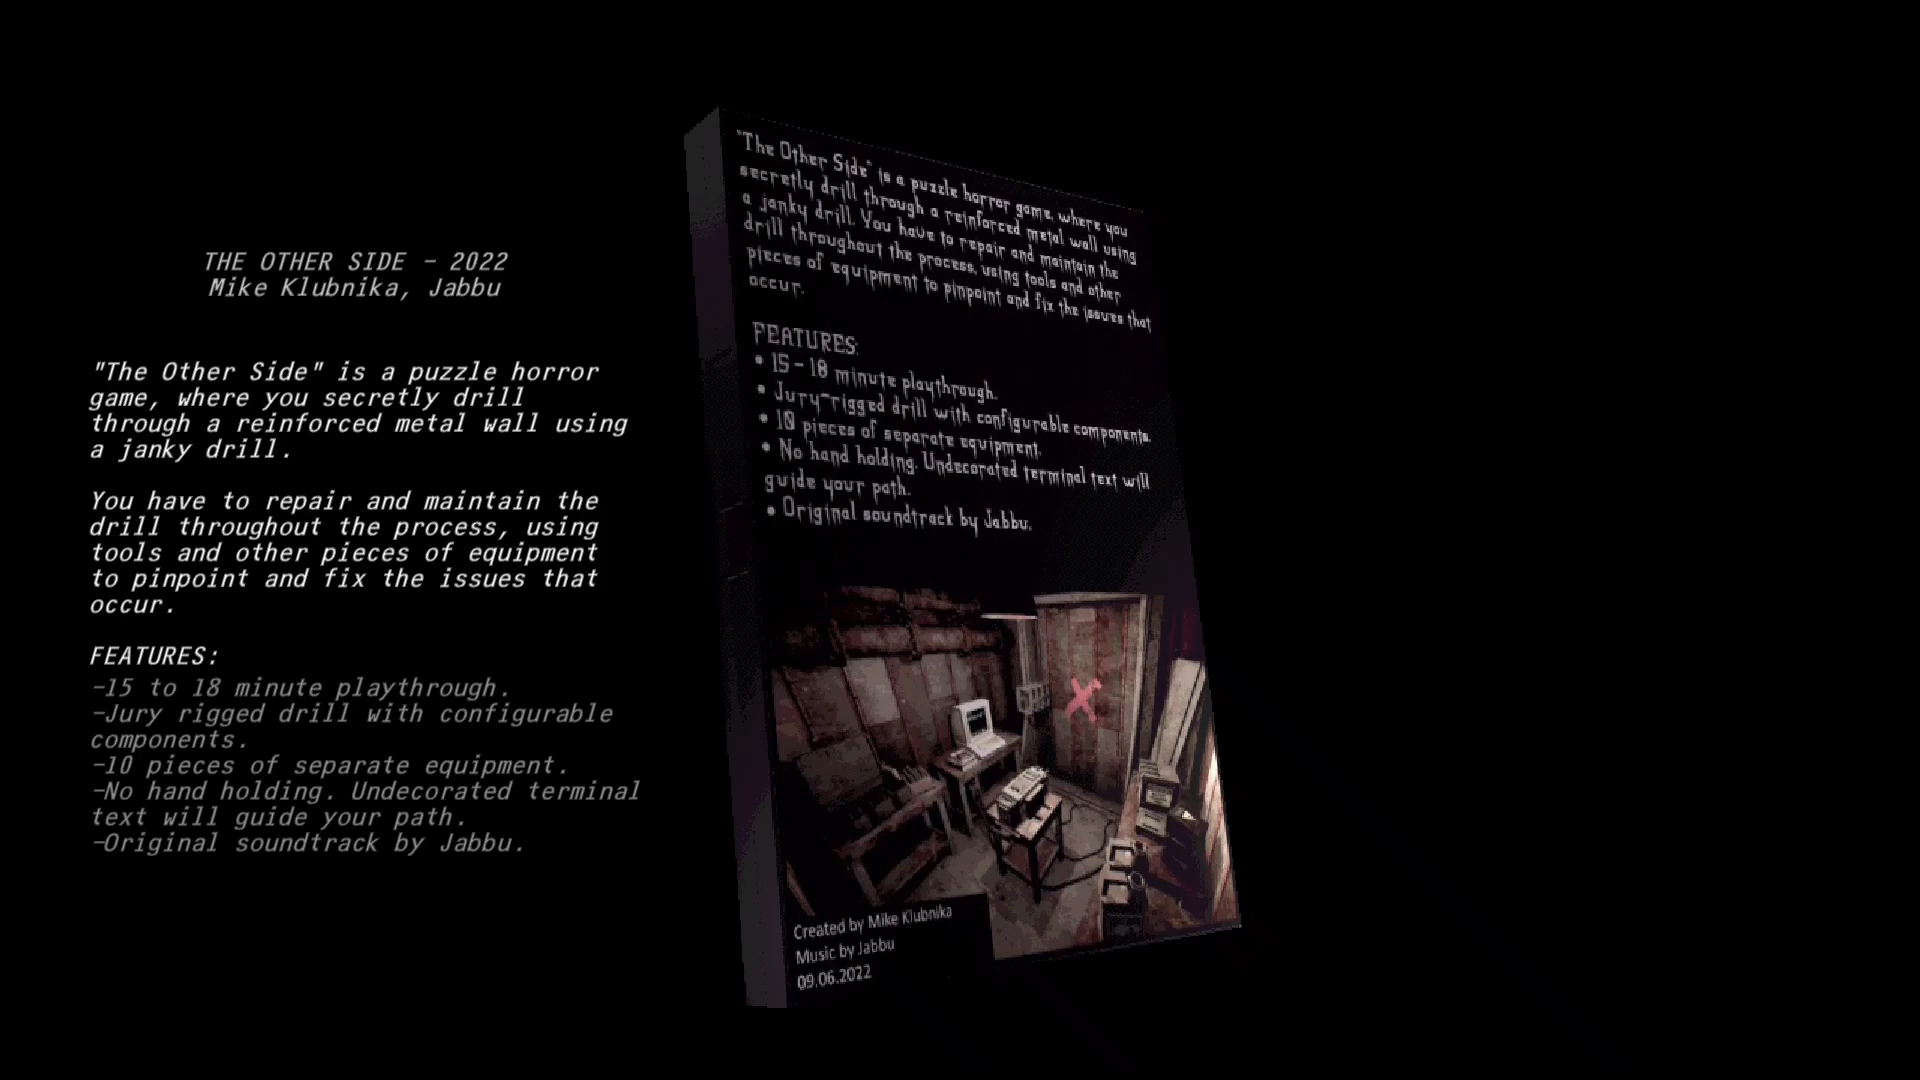 THE OTHER SIDE - 2022
Mike Klubnika, Jabbu
"The Other Side" is a puzzle horror
game, where you secretly drill
through a reinforced metal wall using
a janky drill.
You have to repair and maintain the
drill throughout the process, using
tools and other pieces of equipment
to pinpoint and fix the issues that
occur.
FEATURES:
-15 to 18 minute playthrough.
-Jury rigged drill with configurable
components.
-10 pieces of separate equipment.
-No hand holding. Undecorated terminal
text will guide your path.
-Original soundtrack by Jabbu.
"The Other Side" is a puzzle horror game, where you
secretly drill through a reinforced metal wall using
a janky drill. You have to repair and maintain the
drill throughout the process, using tools and other
pieces of equipment to pinpoint and fix the issues that
occur.
FEATURES:
• 15 - 18 minute playthrough.
• Jury-rigged drill with configurable components.
• 10 pieces of separate equipment.
• No hand holding. Undecorated terminal text will
guide your path.
• Original soundtrack by Jabbu.
Created by Mike Klubnika
Music by Jabbu
09.06.2022